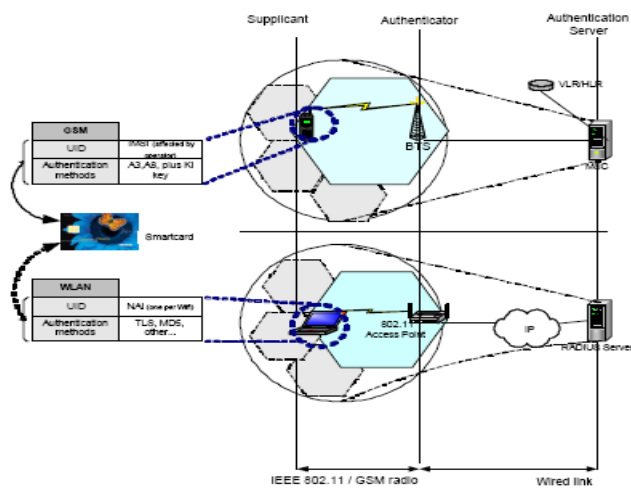 Supplicant
Authenticator
Authentication
Server
VLR/HLR
GSM
UID
IMSI (affected by
operator)
Authentication
methods
A3,A8, plus KI
key
BTS
MSC
Smartcard
WLAN
UID
NAI (one per Wifi)
Authentication
methods
TLS, MD5,
other...
802.11
Access Point
IP
RADIUS Server
IEEE 802.11 / GSM radio
Wired link